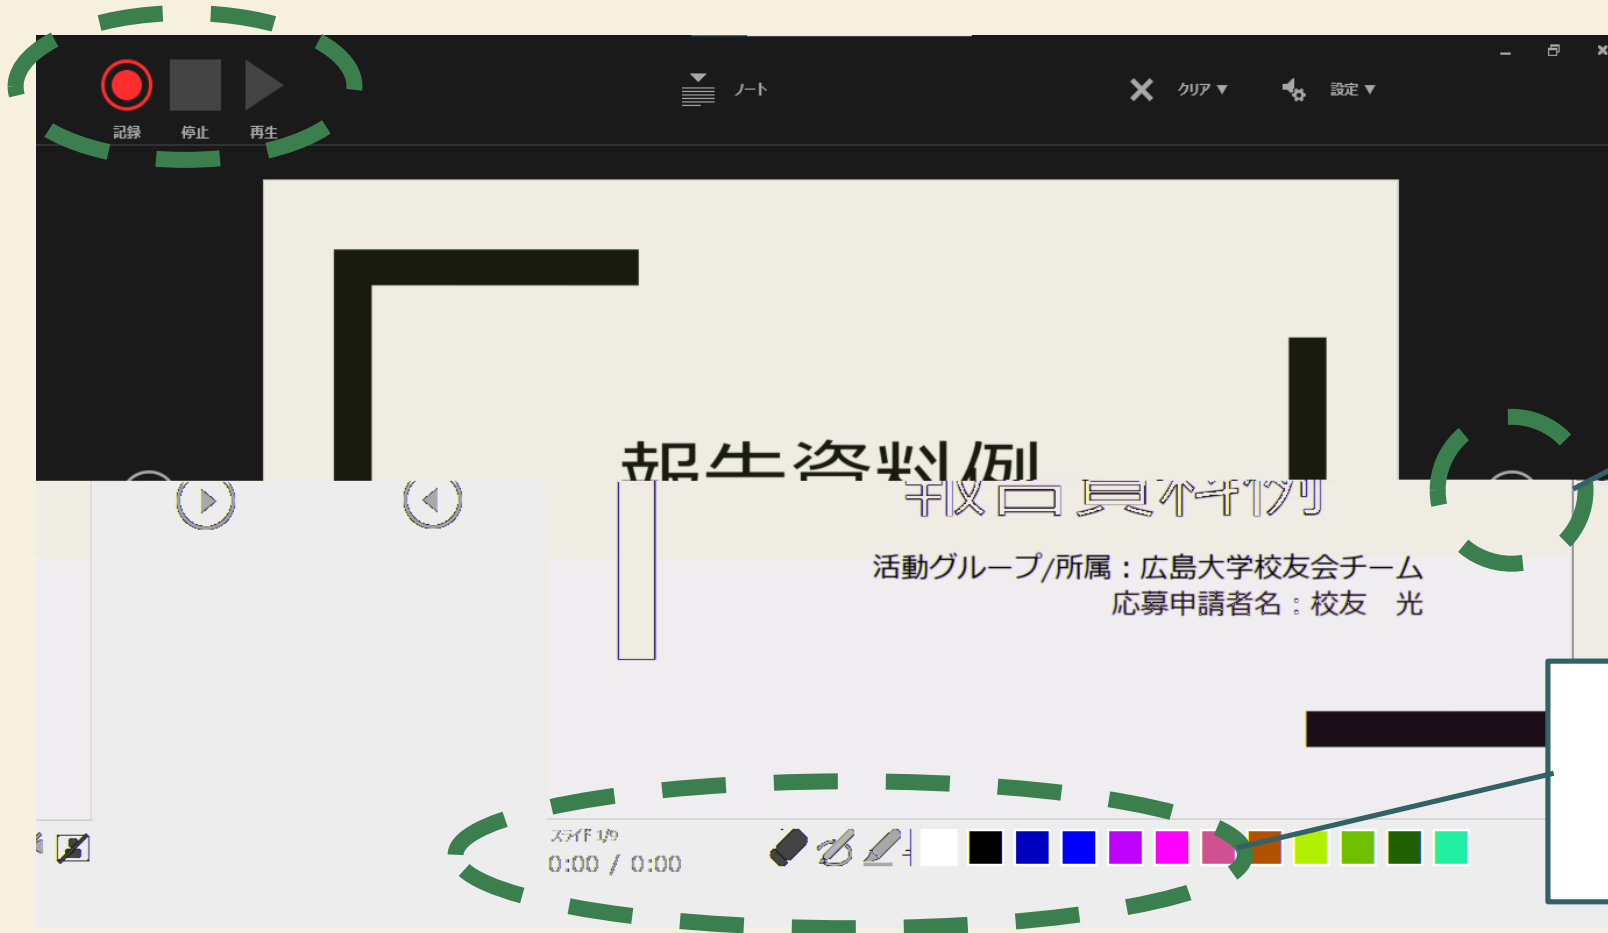 記録 停止 再生
ノート
クリア
設定
報告資料例
活動グループ/所属：広島大学校友会チーム
応募申請者名：校友　光
スライド 1/9
0:00 / 0:00